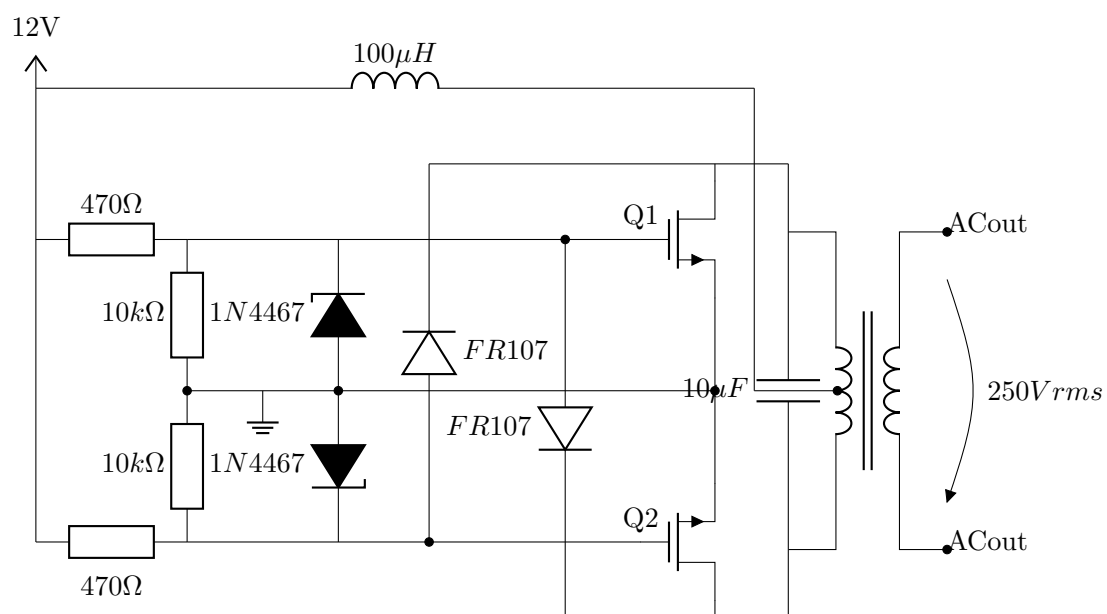 12V
100μH
470Ω
Q1
ACout
10kΩ
1N4467
FR107
10μF
250Vrms
FR107
10kΩ
1N4467
Q2
ACout
470Ω